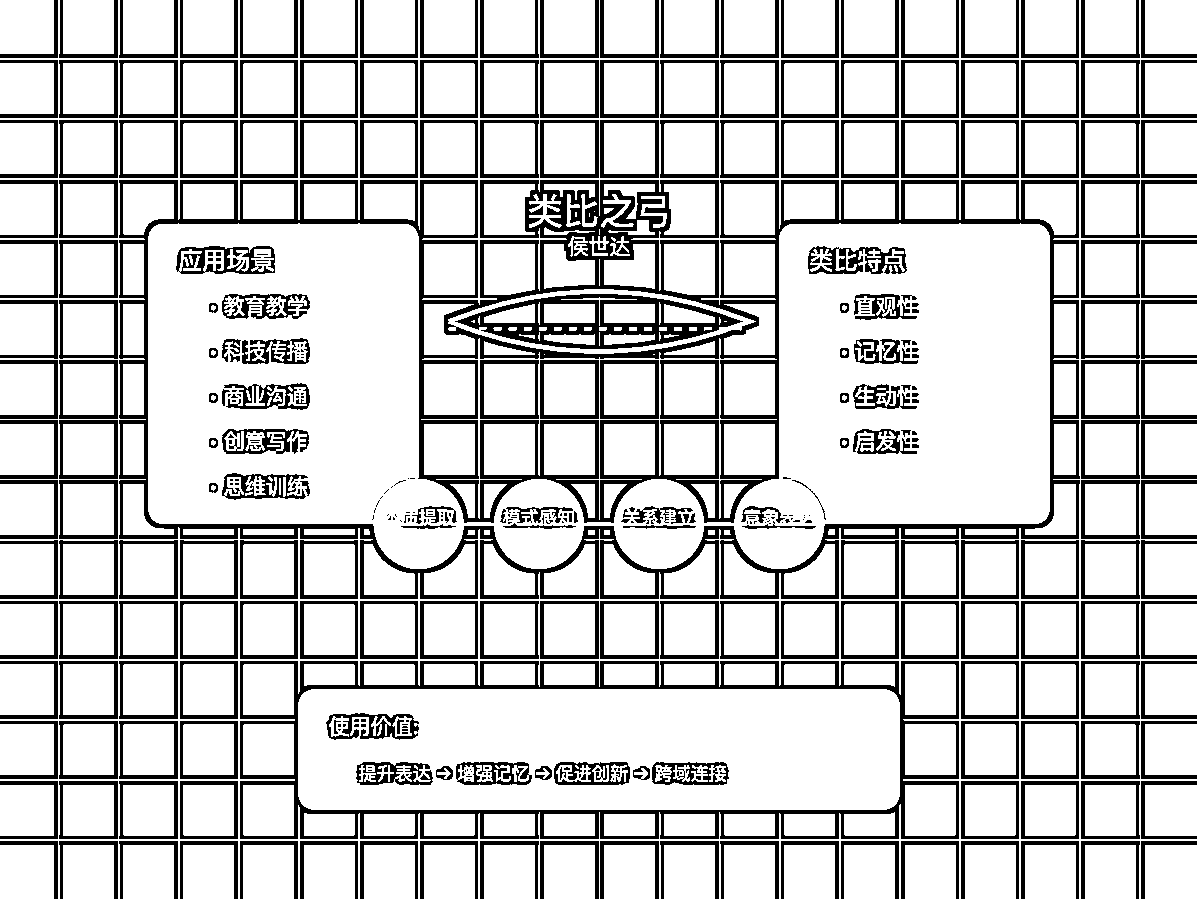 类比之弓
侯世达
应用场景
教育教学
科技传播
商业沟通
创意写作
思维训练
类比特点
直观性
记忆性
生动性
启发性
本质提取
模式感知
关系建立
意象表达
使用价值:
提升表达 → 增强记忆 → 促进创新 → 跨域连接